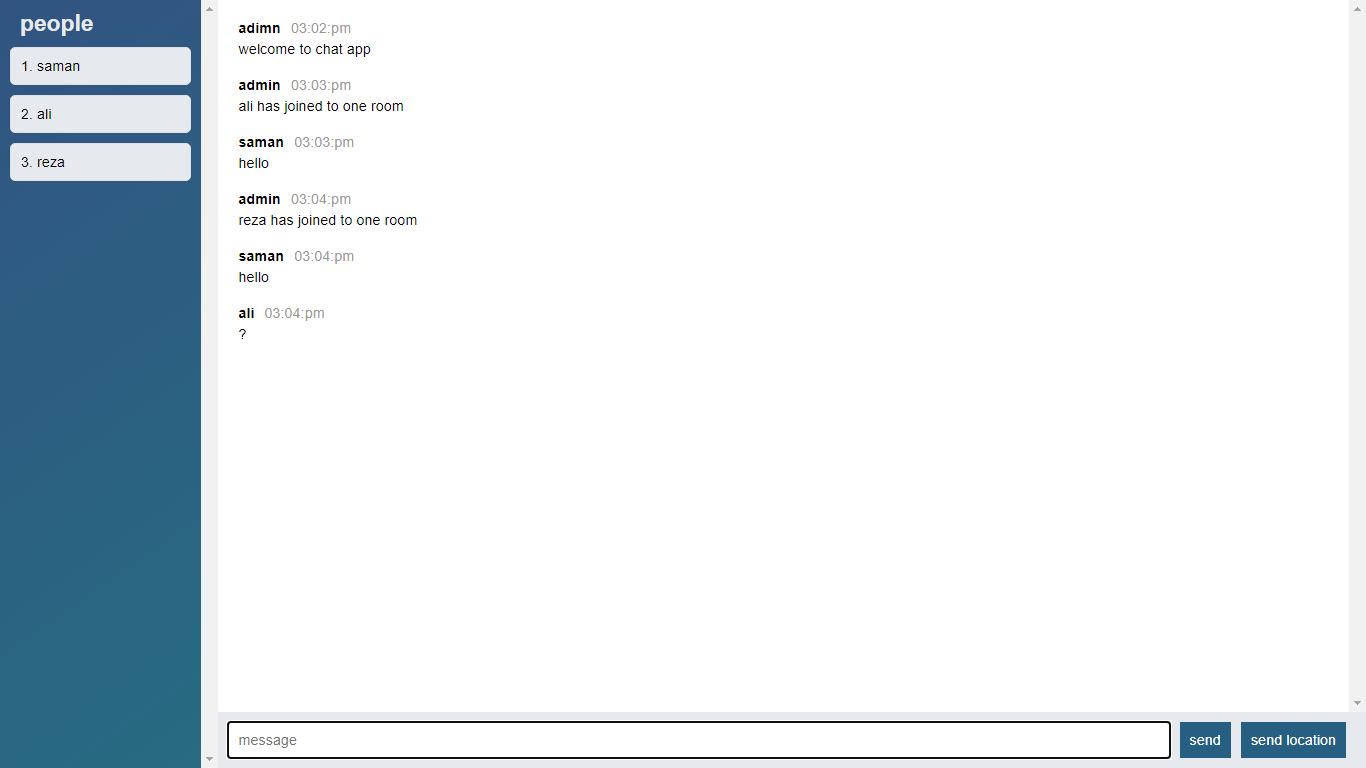 people
1. saman
2. ali
3. reza
adimn 03:02:pm
welcome to chat app
admin 03:03:pm
ali has joined to one room
saman 03:03:pm
hello
admin 03:04:pm
reza has joined to one room
saman 03:04:pm
hello
ali 03:04:pm
?
message send send location